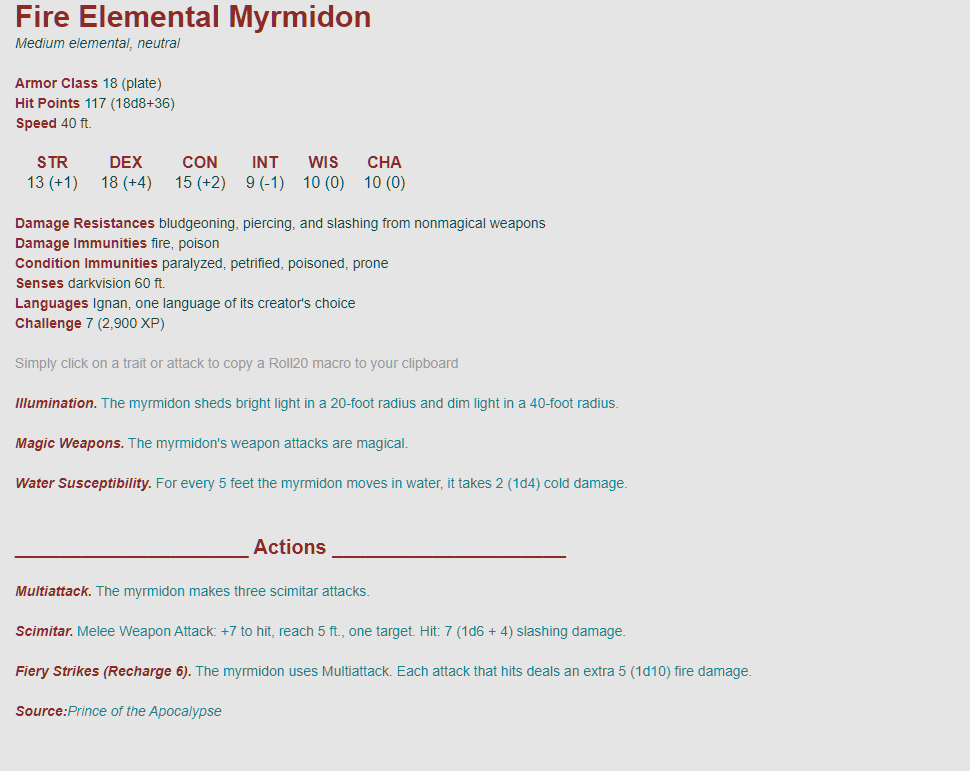 Fire Elemental Myrmidon
Medium elemental, neutral
Armor Class 18 (plate)
Hit Points 117 (18d8+36)
Speed 40 ft.
STR DEX CON INT WIS CHA
13 (+1) 18 (+4) 15 (+2) 9 (-1) 10 (0) 10 (0)
Damage Resistances bludgeoning, piercing, and slashing from nonmagical weapons
Damage Immunities fire, poison
Condition Immunities paralyzed, petrified, poisoned, prone
Senses darkvision 60 ft.
Languages Ignan, one language of its creator's choice
Challenge 7 (2,900 XP)
Simply click on a trait or attack to copy a Roll20 macro to your clipboard
Illumination. The myrmidon sheds bright light in a 20-foot radius and dim light in a 40-foot radius.
Magic Weapons. The myrmidon's weapon attacks are magical.
Water Susceptibility. For every 5 feet the myrmidon moves in water, it takes 2 (1d4) cold damage.
_____________________ Actions _____________________
Multiattack. The myrmidon makes three scimitar attacks.
Scimitar. Melee Weapon Attack: +7 to hit, reach 5 ft., one target. Hit: 7 (1d6 + 4) slashing damage.
Fiery Strikes (Recharge 6). The myrmidon uses Multiattack. Each attack that hits deals an extra 5 (1d10) fire damage.
Source:Prince of the Apocalypse